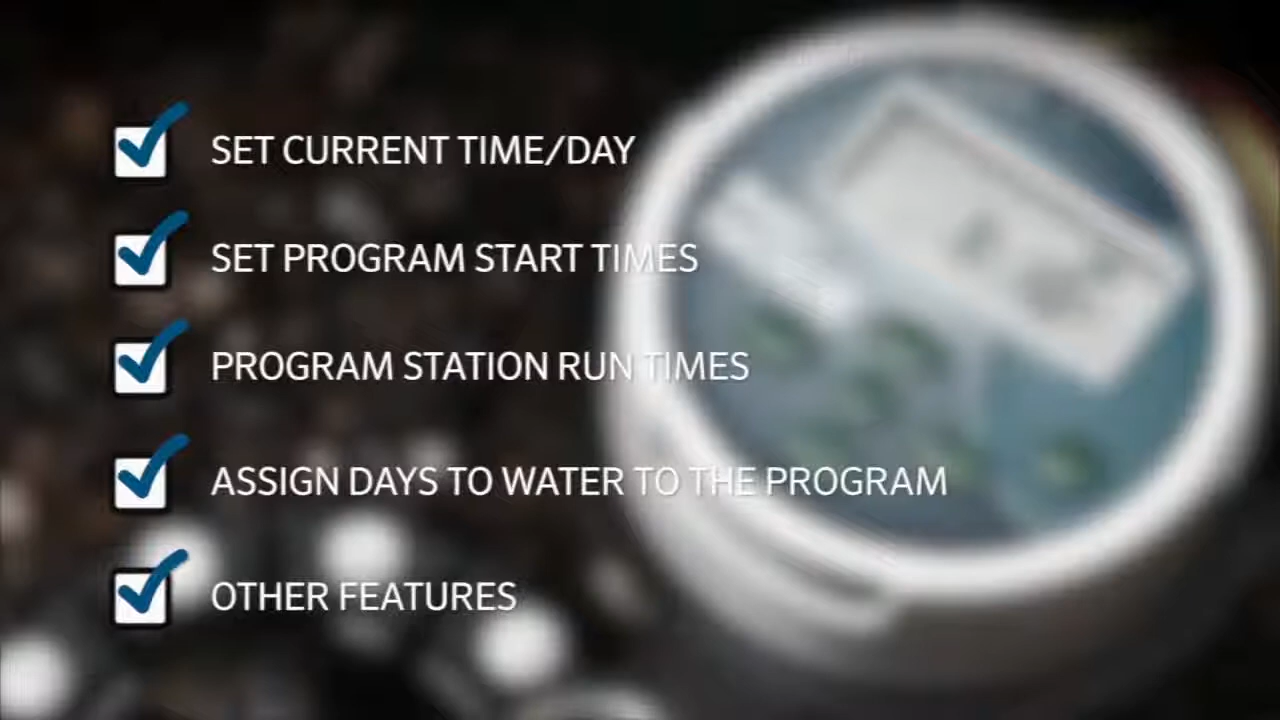 SET CURRENT TIME/DAY
SET PROGRAM START TIMES
PROGRAM STATION RUN TIMES
ASSIGN DAYS TO WATER TO THE PROGRAM
OTHER FEATURES